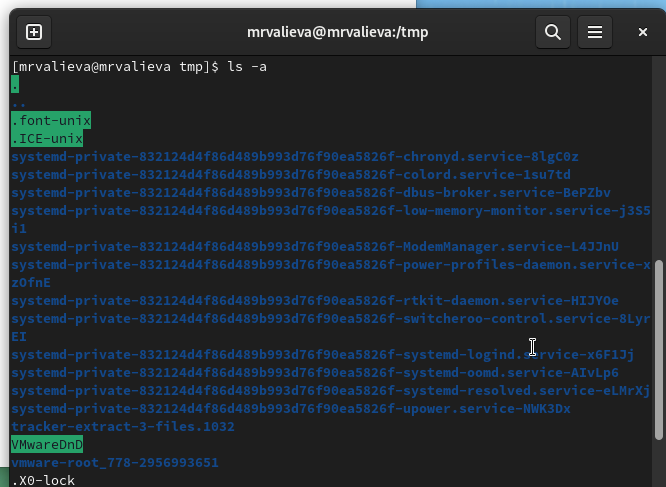 mrvalieva@mrvalieva:/tmp
[mrvalieva@mrvalieva tmp]$ ls -a
.
..
.font-unix
.ICE-unix
systemd-private-832124d4f86d489b993d76f90ea5826f-chronyd.service-8lgC0z
systemd-private-832124d4f86d489b993d76f90ea5826f-colord.service-1su7td
systemd-private-832124d4f86d489b993d76f90ea5826f-dbus-broker.service-BePZbv
systemd-private-832124d4f86d489b993d76f90ea5826f-low-memory-monitor.service-j3S5
i1
systemd-private-832124d4f86d489b993d76f90ea5826f-ModemManager.service-L4JJnU
systemd-private-832124d4f86d489b993d76f90ea5826f-power-profiles-daemon.service-x
zOfnE
systemd-private-832124d4f86d489b993d76f90ea5826f-rtkit-daemon.service-HIJYOe
systemd-private-832124d4f86d489b993d76f90ea5826f-switcheroo-control.service-8Lyr
EI
systemd-private-832124d4f86d489b993d76f90ea5826f-systemd-logind.service-x6F1Jj
systemd-private-832124d4f86d489b993d76f90ea5826f-systemd-oomd.service-AIvLp6
systemd-private-832124d4f86d489b993d76f90ea5826f-systemd-resolved.service-eLMrXj
systemd-private-832124d4f86d489b993d76f90ea5826f-upower.service-NWK3Dx
tracker-extract-3-files.1032
VMwareDnD
vmware-root_778-2956993651
.X0-lock